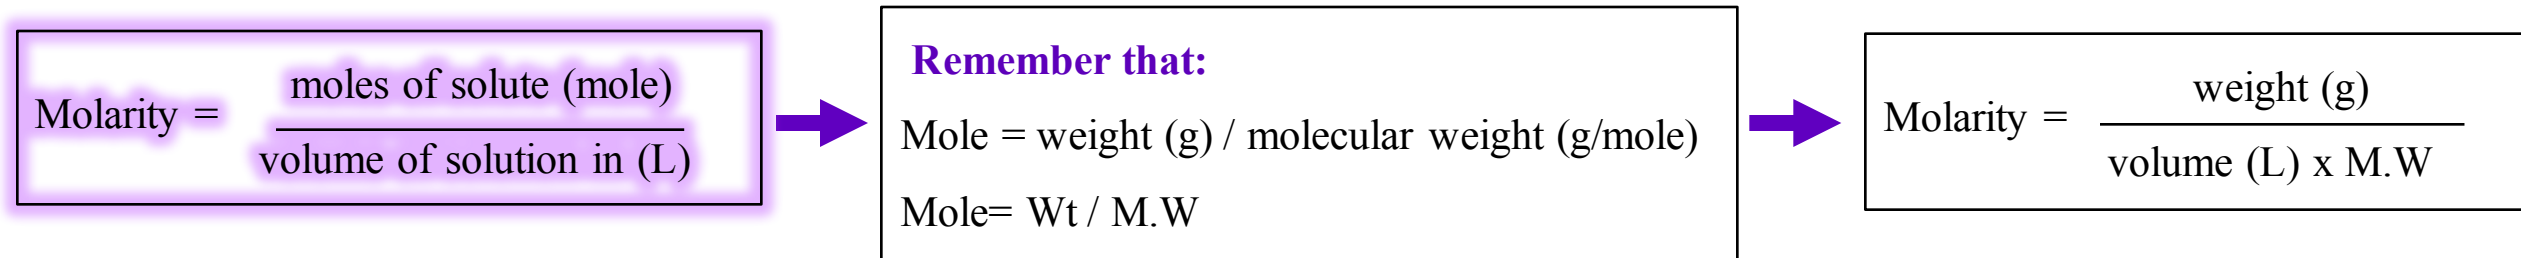 Molarity =
moles of solute (mole)
volume of solution in (L)
Remember that:
Mole = weight (g) / molecular weight (g/mole)
Mole= Wt / M.W
Molarity =
weight (g)
volume (L) x M.W